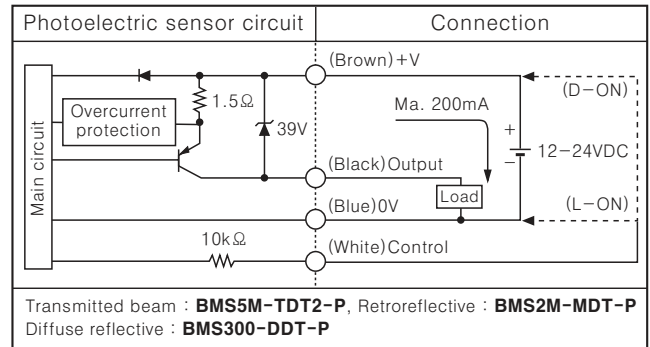 Photoelectric sensor circuit
Connection
(Brown)+V
(D-ON)
1.5Ω
Ma. 200mA
Overcurrent
protection
39V
+
12-24VDC
-
Main circuit
(Black)Output
Load
(Blue)0V
(L-ON)
10kΩ
(White)Control
Transmitted beam : BMS5M-TDT2-P, Retroreflective : BMS2M-MDT-P
Diffuse reflective : BMS300-DDT-P